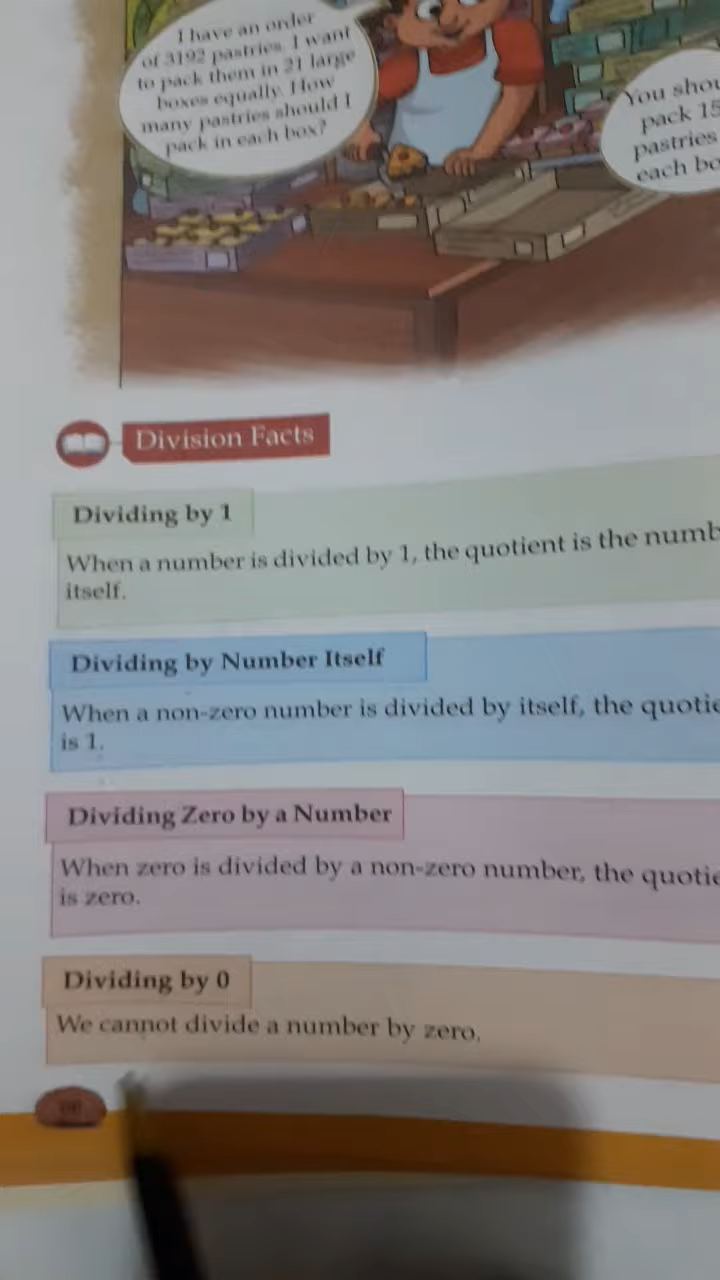 I have an order
of 3192 pastries. I want
to pack them in 21 large
boxes equally. How
many pastries should I
pack in each box?
You shou
pack 15
pastries
each bo
Division Facts
Dividing by 1
When a number is divided by 1, the quotient is the numb
itself.
Dividing by Number Itself
When a non-zero number is divided by itself, the quotie
is 1.
Dividing Zero by a Number
When zero is divided by a non-zero number, the quotie
is zero.
Dividing by 0
We cannot divide a number by zero.